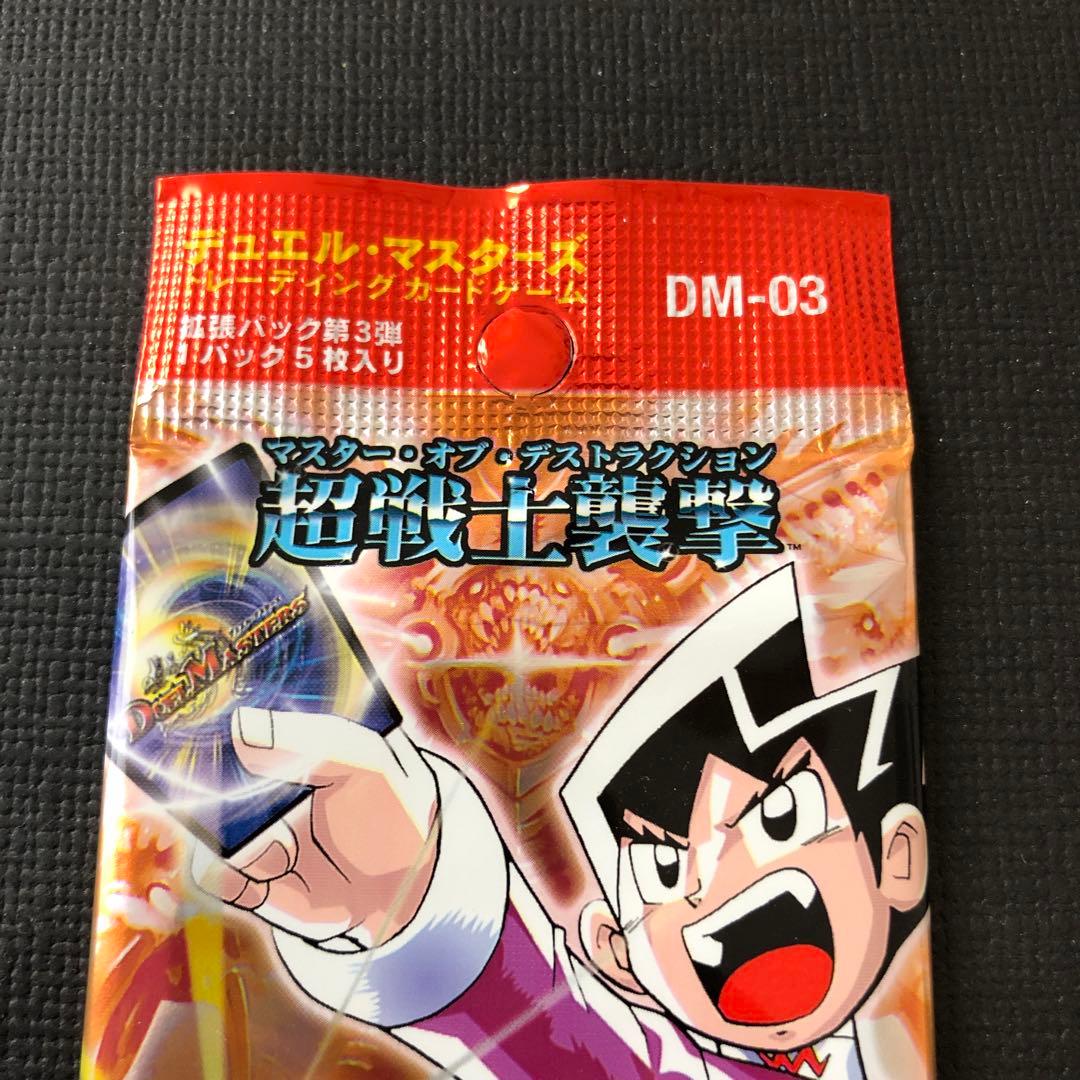 デュエル・マスターズ
トレーディングカードゲーム
DM-03
拡張パック第3弾
1パック5枚入り
マスター・オブ・デストラクション
超戦士襲撃™
DUEL MASTERS